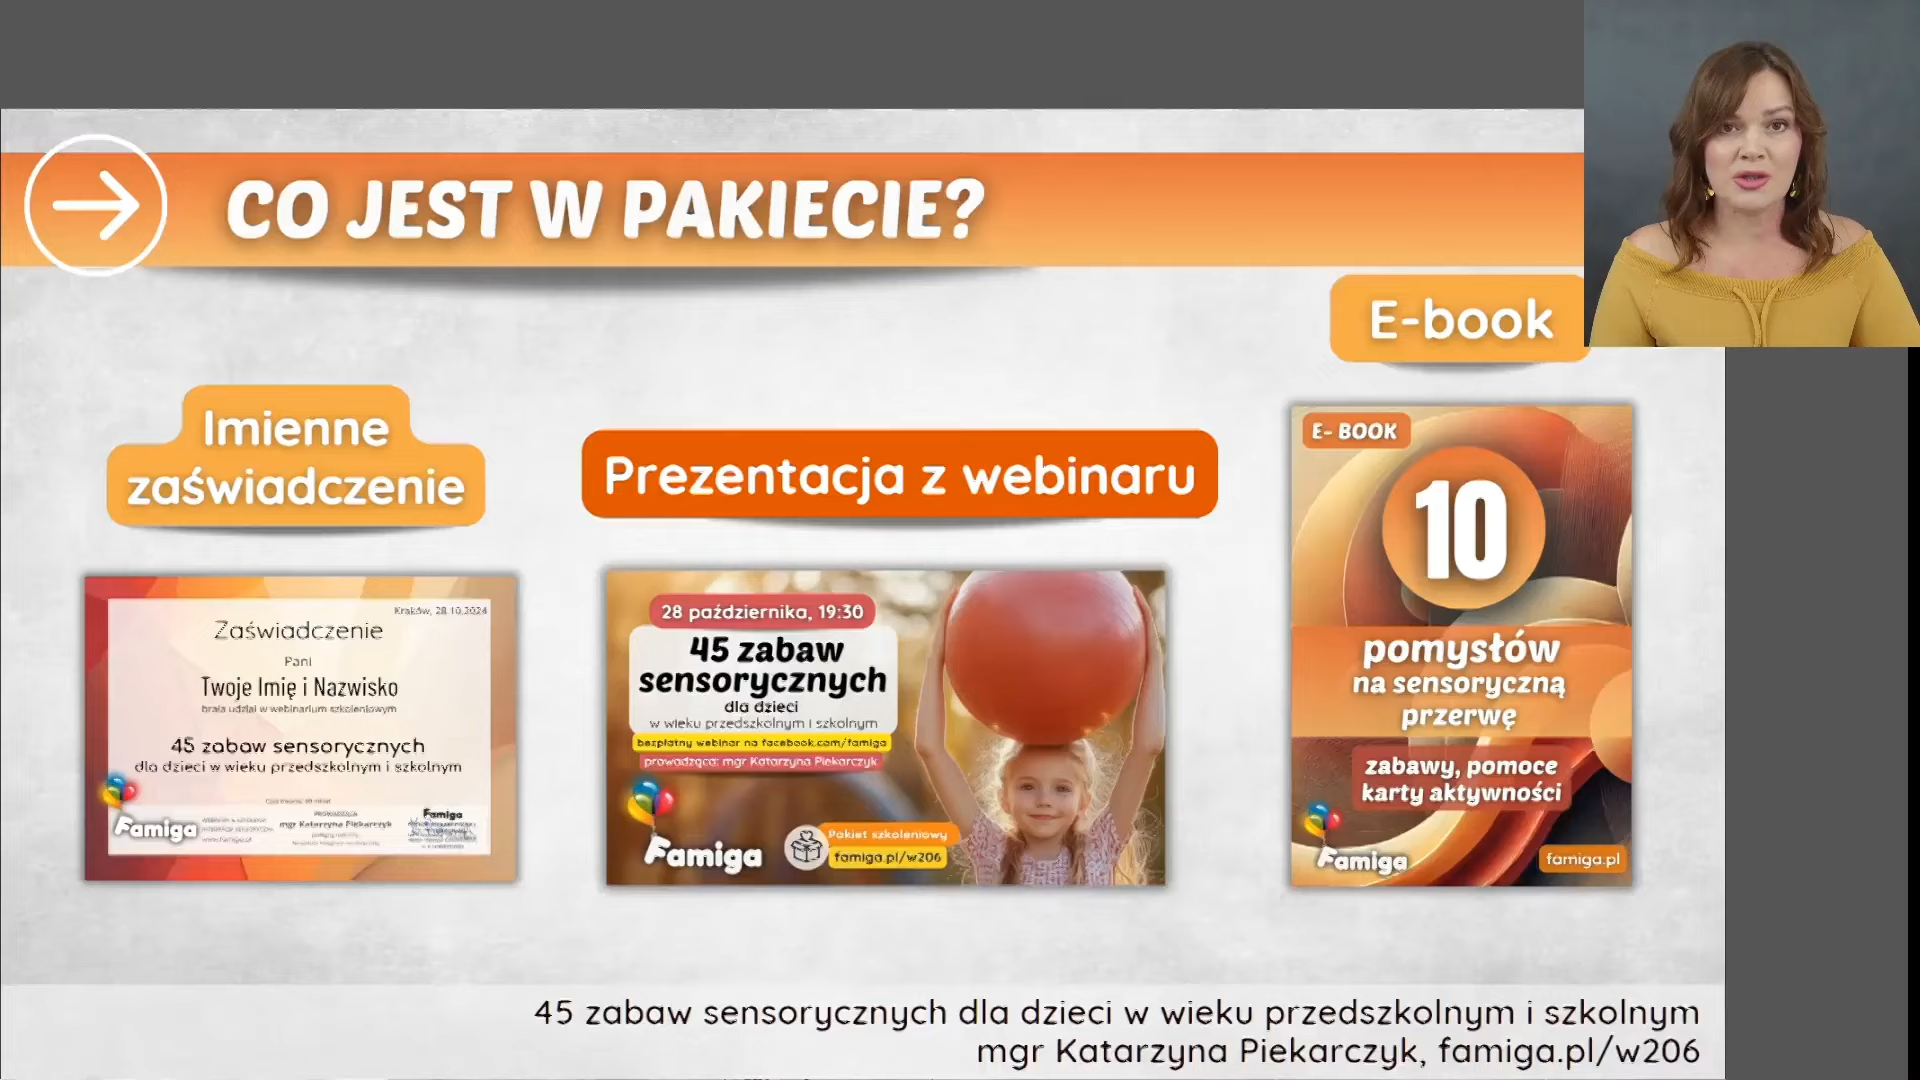 CO JEST W PAKIECIE?
E-book
Imienne
zaświadczenie
Prezentacja z webinaru
Kraków, 28.10.2024
Zaświadczenie
Pani
Twoje Imię i Nazwisko
brała udział w webinarium szkoleniowym
45 zabaw sensorycznych
dla dzieci w wieku przedszkolnym i szkolnym
mgr Katarzyna Piekarczyk
Famiga
Famiga
28 października, 19:30
45 zabaw
sensorycznych
dla dzieci
w wieku przedszkolnym i szkolnym
bezpłatny webinar na facebook.com/famiga
prowadząca: mgr Katarzyna Piekarczyk
Famiga
Pakiet szkoleniowy
famiga.pl/w206
E- BOOK
10
pomysłów
na sensoryczną
przerwę
zabawy, pomoce
karty aktywności
Famiga
famiga.pl
45 zabaw sensorycznych dla dzieci w wieku przedszkolnym i szkolnym
mgr Katarzyna Piekarczyk, famiga.pl/w206